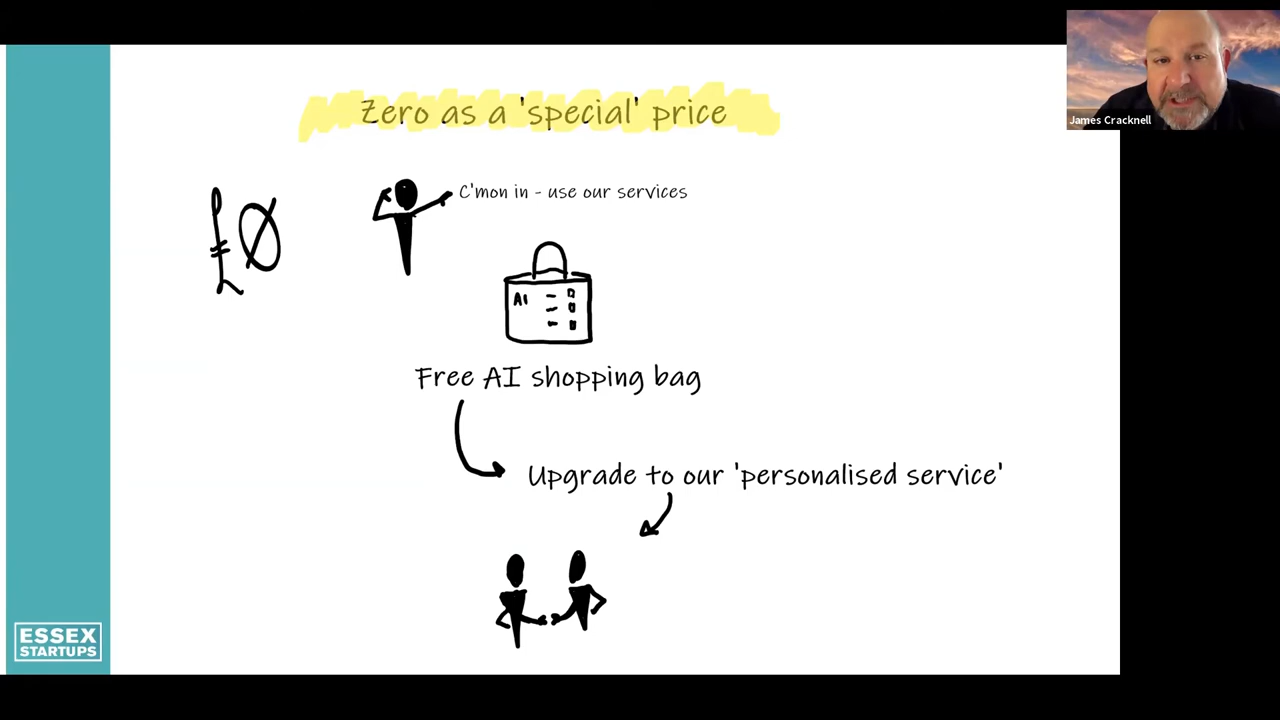 Zero as a 'special' price
James Cracknell
£0
C'mon in - use our services
AI
Free AI shopping bag
Upgrade to our 'personalised service'
ESSEX
STARTUPS